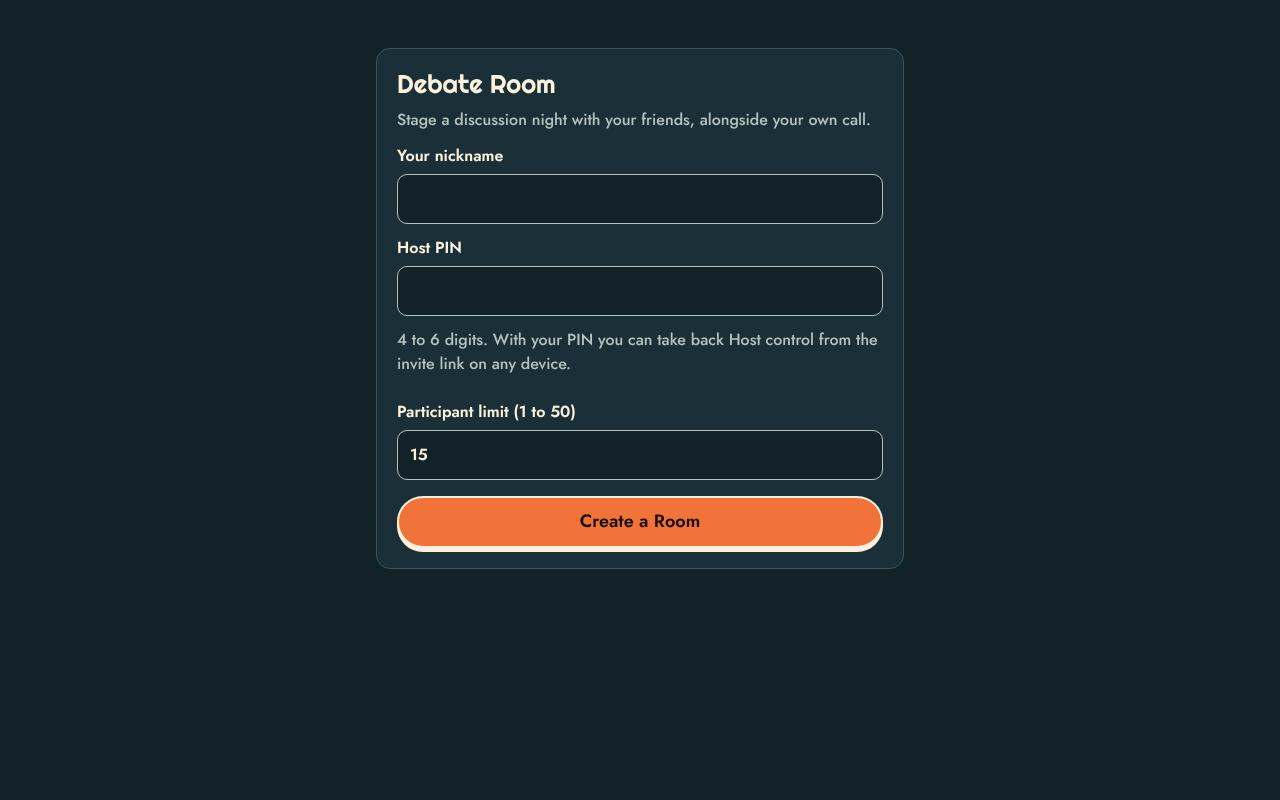 Debate Room
Stage a discussion night with your friends, alongside your own call.
Your nickname
Host PIN
4 to 6 digits. With your PIN you can take back Host control from the
invite link on any device.
Participant limit (1 to 50)
15
Create a Room